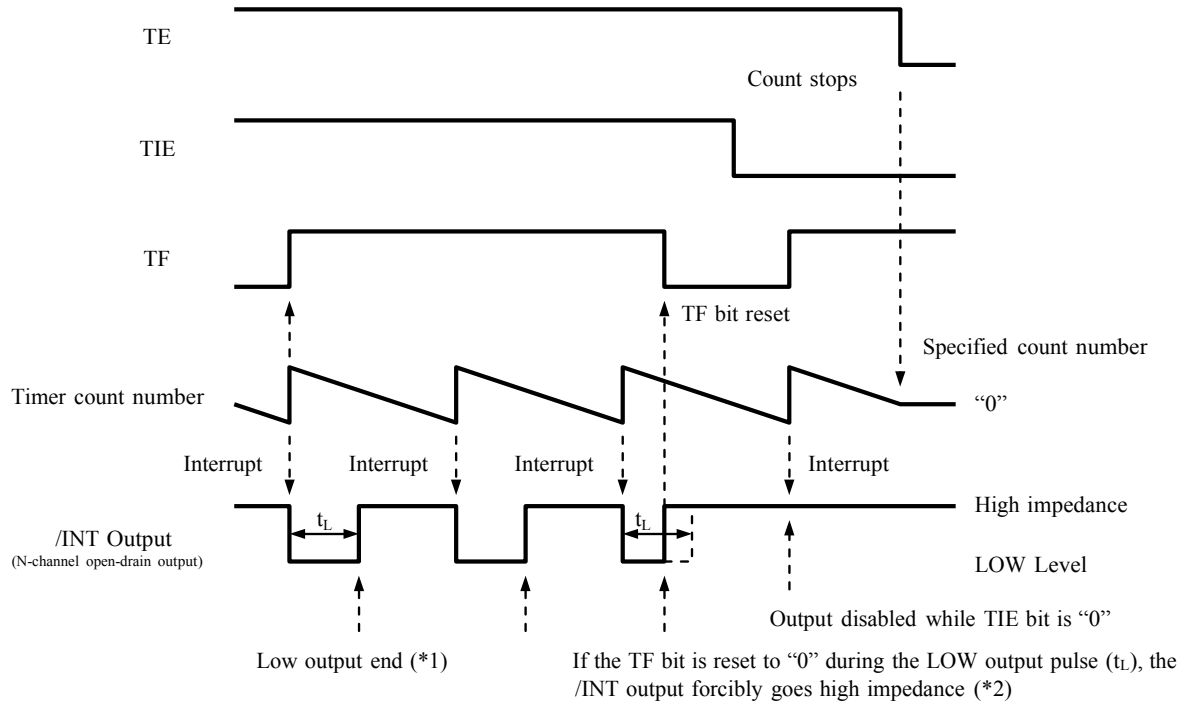 TE
Count stops
TIE
TF
TF bit reset
Specified count number
Timer count number
“0”
Interrupt
Interrupt
Interrupt
Interrupt
High impedance
tL
tL
/INT Output
(N-channel open-drain output)
LOW Level
Output disabled while TIE bit is “0”
Low output end (*1)
If the TF bit is reset to “0” during the LOW output pulse (tL), the
/INT output forcibly goes high impedance (*2)